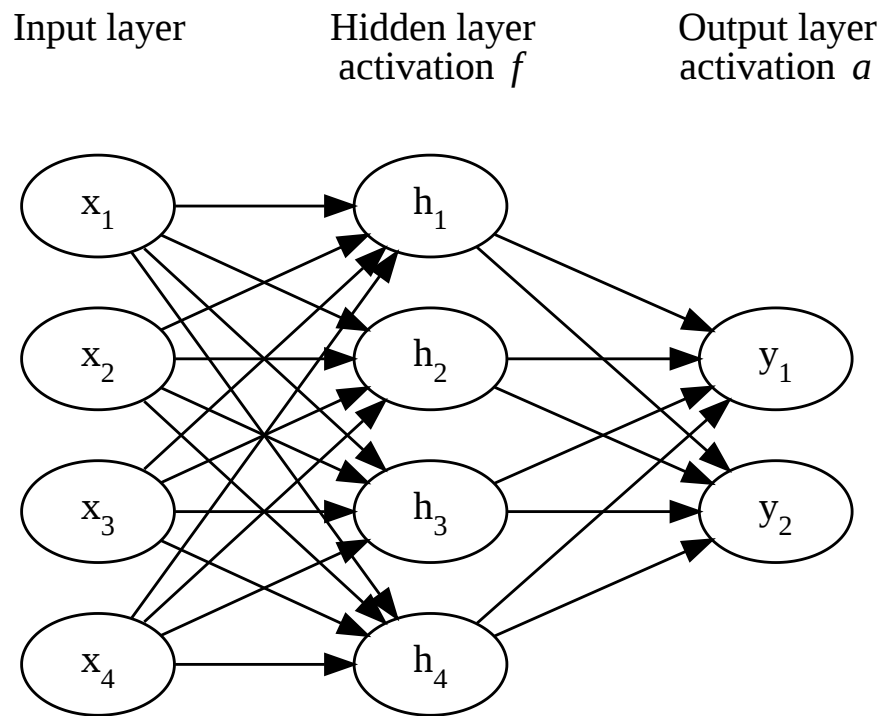 Input layer
Hidden layer
activation f
Output layer
activation a
x1
h1
x2
h2
y1
x3
h3
y2
x4
h4